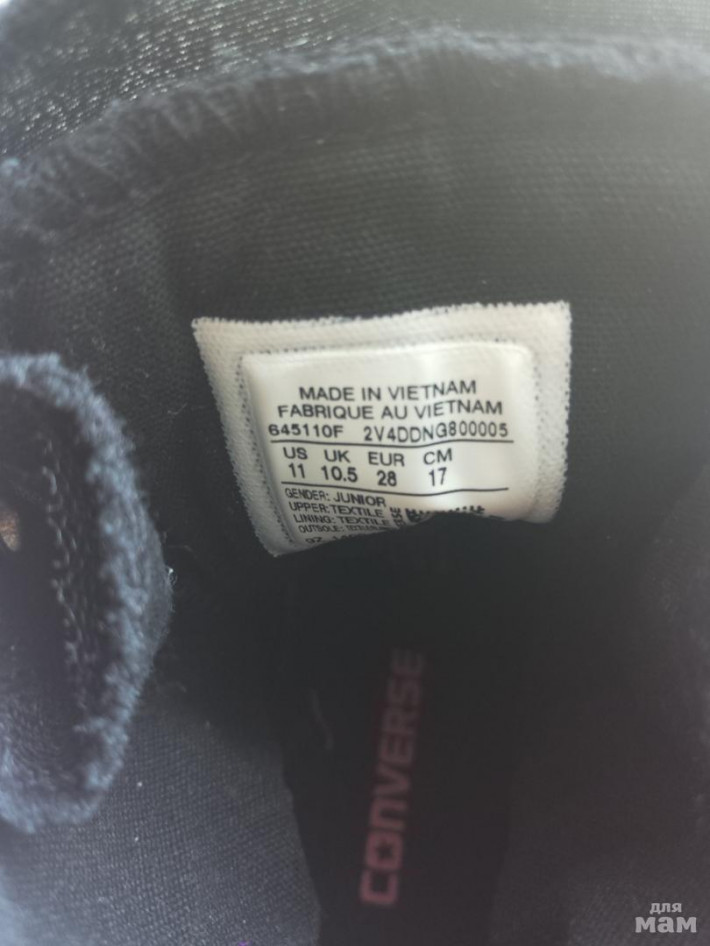 MADE IN VIETNAM
FABRIQUE AU VIETNAM
645110F 2V4DDNG800005
US UK EUR CM
11 10.5 28 17
GENDER: JUNIOR
UPPER: TEXTILE
LINING: TEXTILE
OUTSOLE:
CONVERSE
для
мам